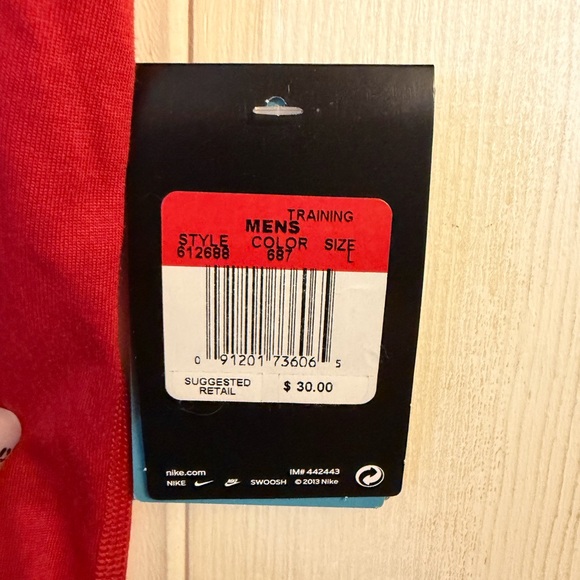 TRAINING
MENS
STYLE COLOR SIZE
612688 687 L
0 91201 73606 5
SUGGESTED RETAIL $ 30.00
nike.com IM# 442443
NIKE SWOOSH © 2013 Nike